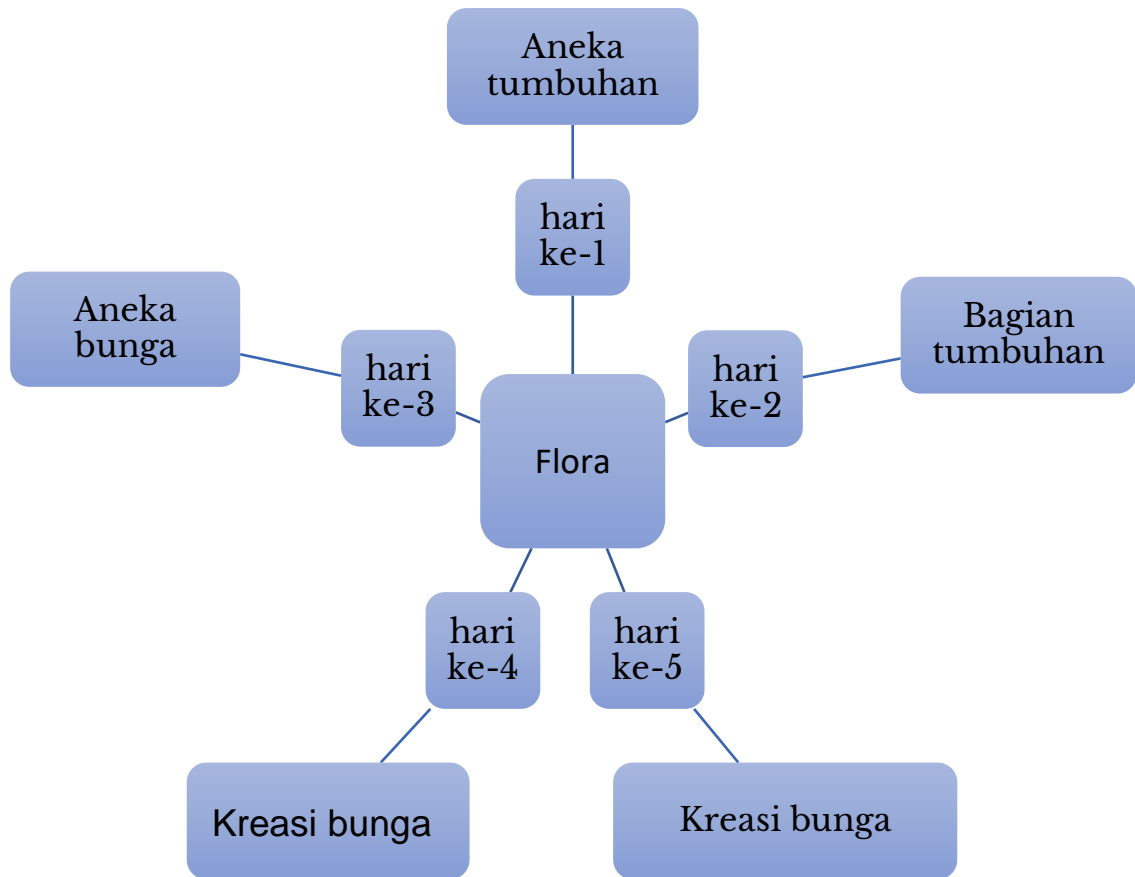 Aneka
tumbuhan
hari
ke-1
Aneka
bunga
hari
ke-3
Flora
hari
ke-2
Bagian
tumbuhan
hari
ke-4
hari
ke-5
Kreasi bunga
Kreasi bunga